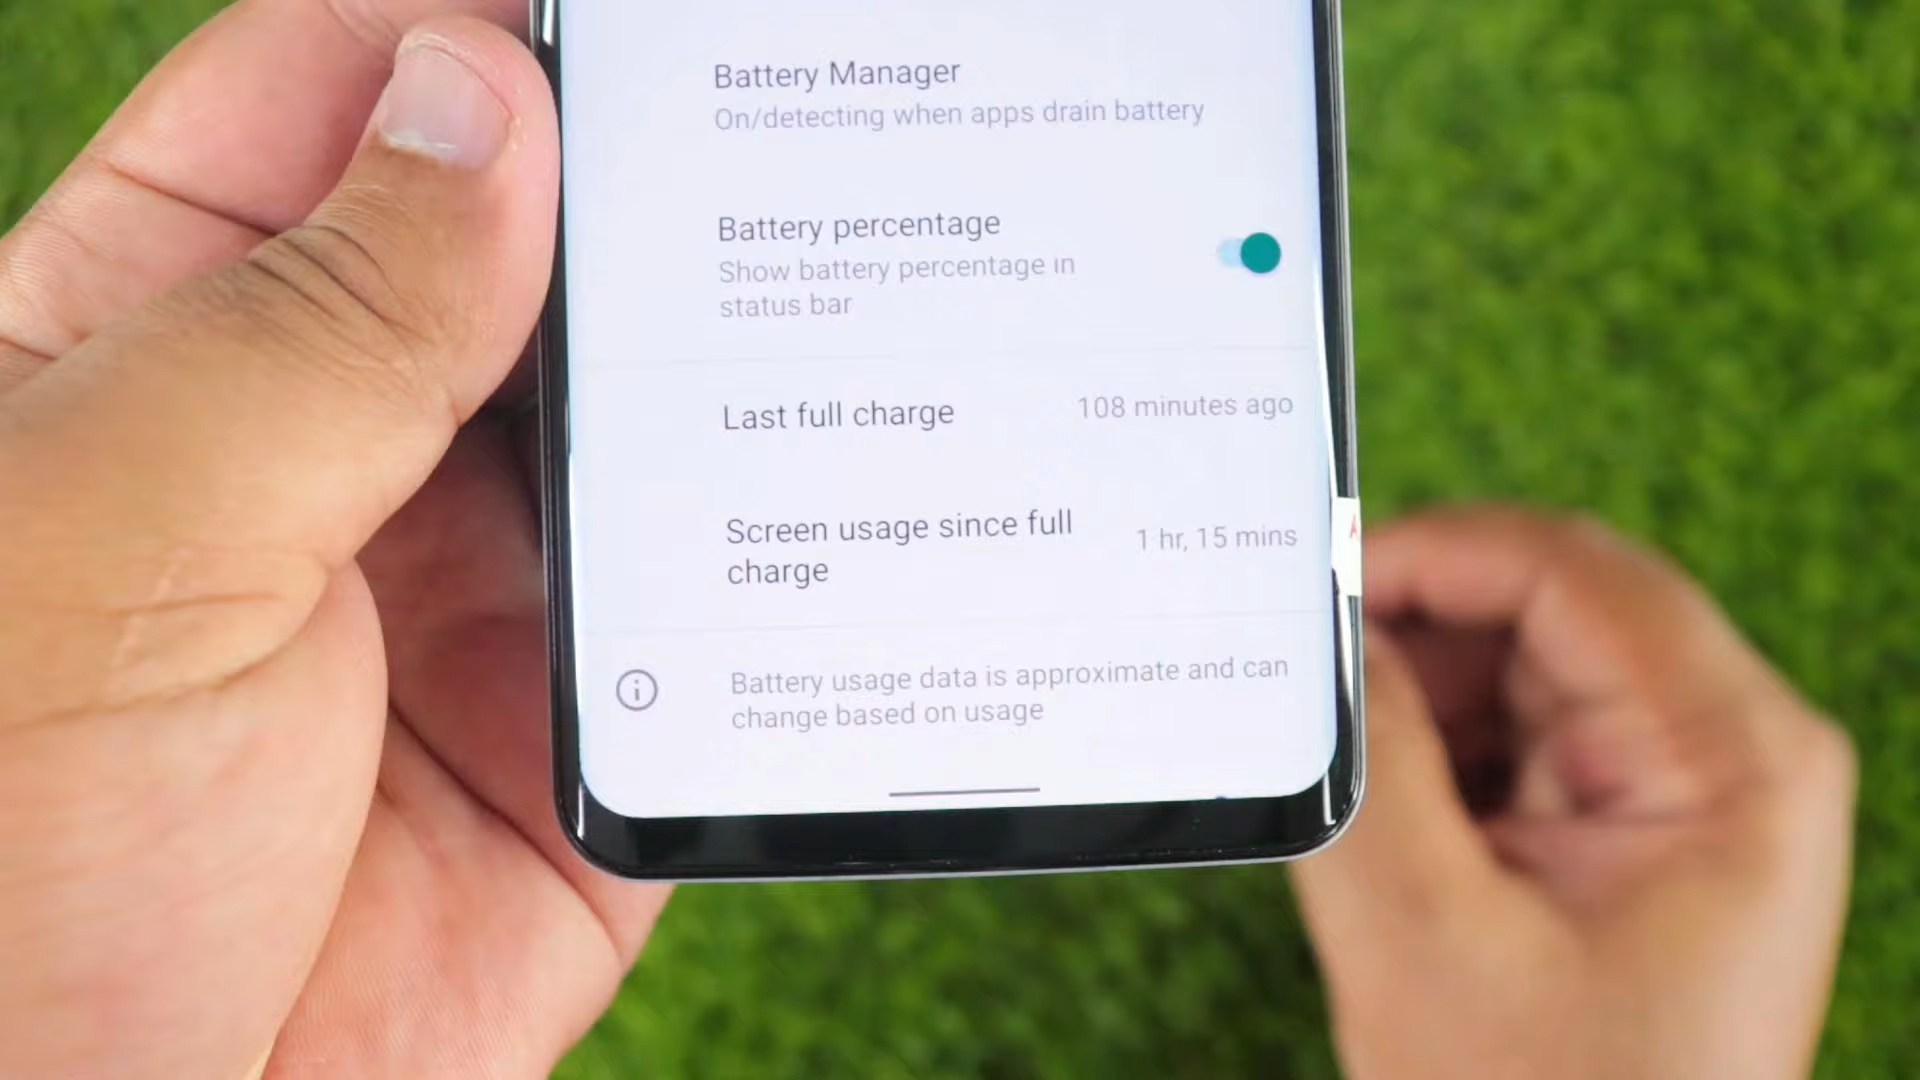 Battery Manager
On/detecting when apps drain battery
Battery percentage
Show battery percentage in
status bar
Last full charge
108 minutes ago
Screen usage since full
charge
1 hr, 15 mins
Battery usage data is approximate and can
change based on usage